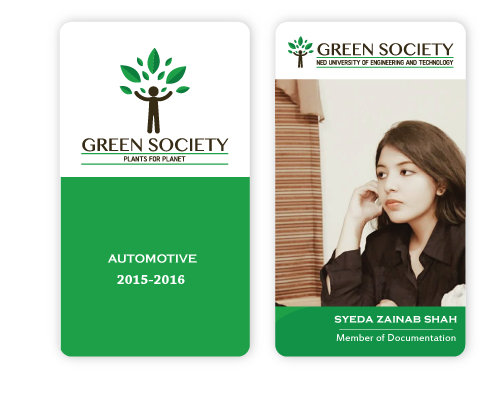 GREEN SOCIETY
PLANTS FOR PLANET
AUTOMOTIVE
2015-2016
GREEN SOCIETY
NED UNIVERSITY OF ENGINEERING AND TECHNOLOGY
SYEDA ZAINAB SHAH
Member of Documentation